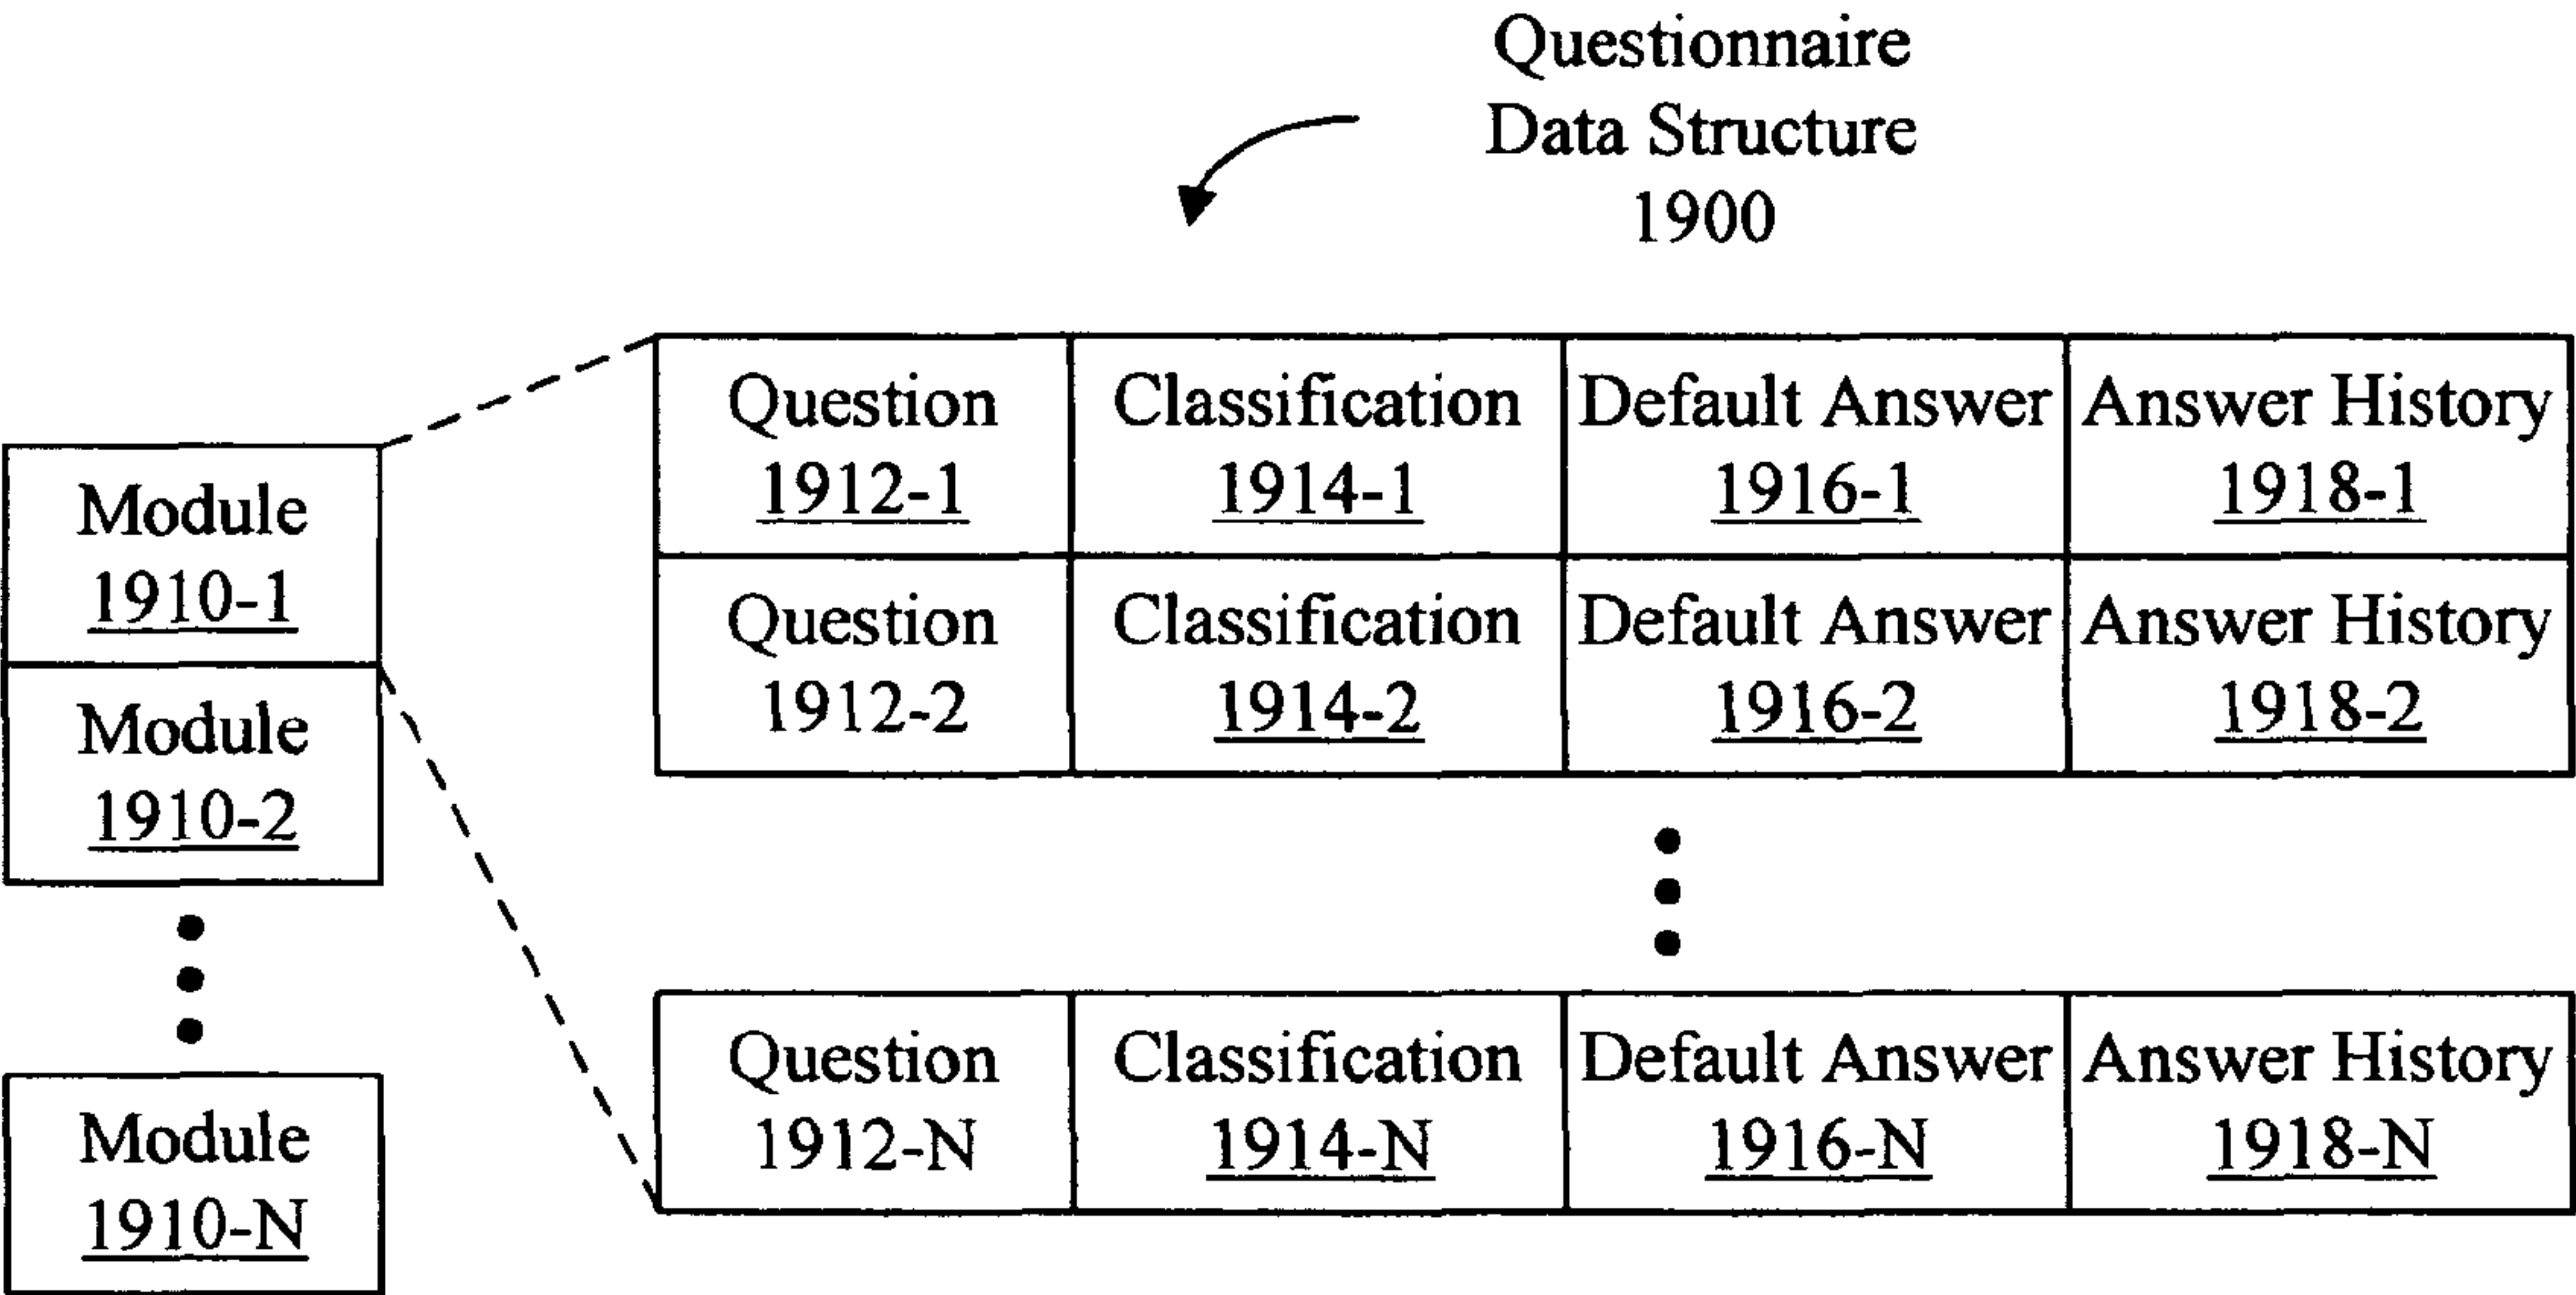 Questionnaire
Data Structure
1900
Module
1910-1
Module
1910-2
Module
1910-N
Question
1912-1
Classification
1914-1
Default Answer
1916-1
Answer History
1918-1
Question
1912-2
Classification
1914-2
Default Answer
1916-2
Answer History
1918-2
Question
1912-N
Classification
1914-N
Default Answer
1916-N
Answer History
1918-N